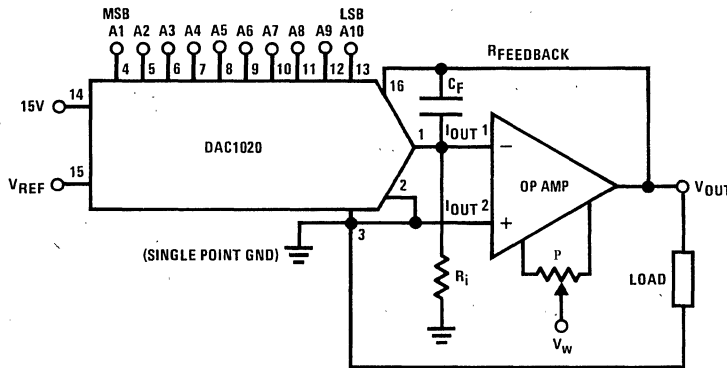 MSB LSB
A1 A2 A3 A4 A5 A6 A7 A8 A9 A10
4 5 6 7 8 9 10 11 12 13
RFEEDBACK
16
CF
15V
14
DAC1020
1
IOUT 1
−
OP AMP
VOUT
VREF
15
2
IOUT 2
+
3
(SINGLE POINT GND)
Ri
P
LOAD
VW